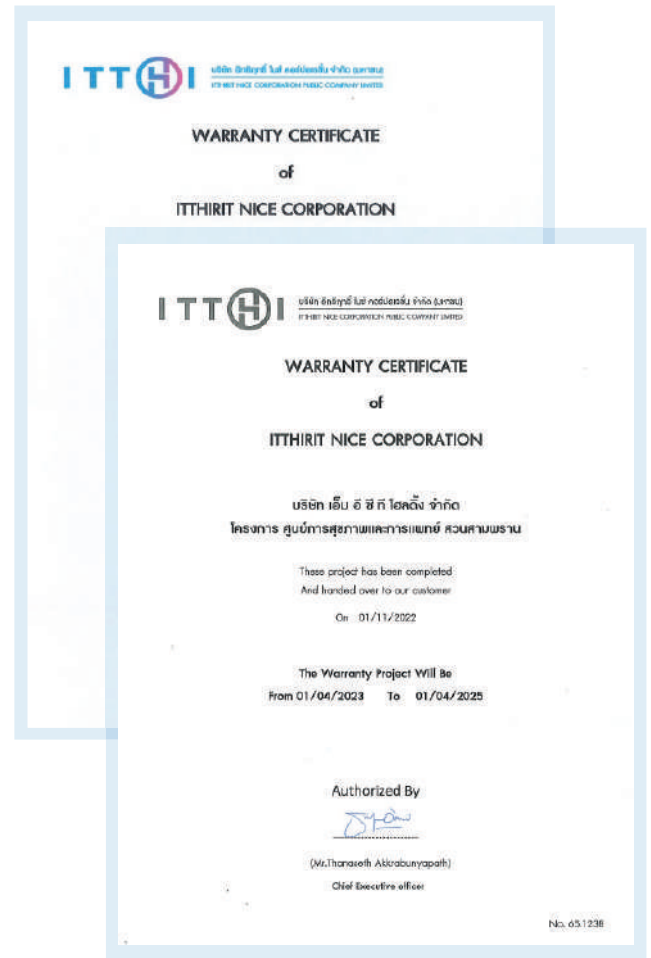 ITTHI
บริษัท อิทธิฤทธิ์ ไนซ์ คอร์ปอเรชั่น จำกัด (มหาชน)
ITTHIRIT NICE CORPORATION PUBLIC COMPANY LIMITED
WARRANTY CERTIFICATE
of
ITTHIRIT NICE CORPORATION
ITTHI
บริษัท อิทธิฤทธิ์ ไนซ์ คอร์ปอเรชั่น จำกัด (มหาชน)
ITTHIRIT NICE CORPORATION PUBLIC COMPANY LIMITED
WARRANTY CERTIFICATE
of
ITTHIRIT NICE CORPORATION
บริษัท เอ็น อี ซี ที โฮลดิ้ง จำกัด
โครงการ ศูนย์การสุขภาพและการแพทย์ สวนสามพราน
These project has been completed
And handed over to our customer
On 01/11/2022
The Warranty Project Will Be
From 01/04/2023 To 01/04/2025
Authorized By
(Mr.Thanaseth Akkrabunyapath)
Chief Executive officer
No. 65.1238